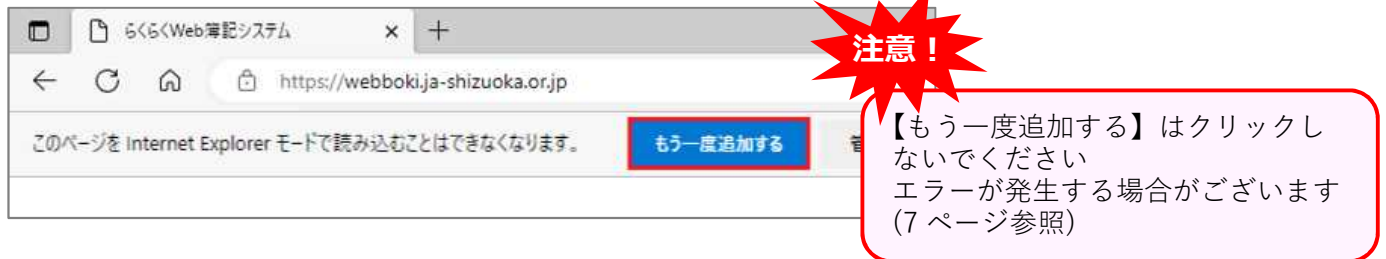 らくらくWeb簿記システム
https://webboki.ja-shizuoka.or.jp
このページを Internet Explorer モードで読み込むことはできなくなります。 もう一度追加する
注意！
【もう一度追加する】はクリックし
ないでください
エラーが発生する場合がございます
(7 ページ参照)